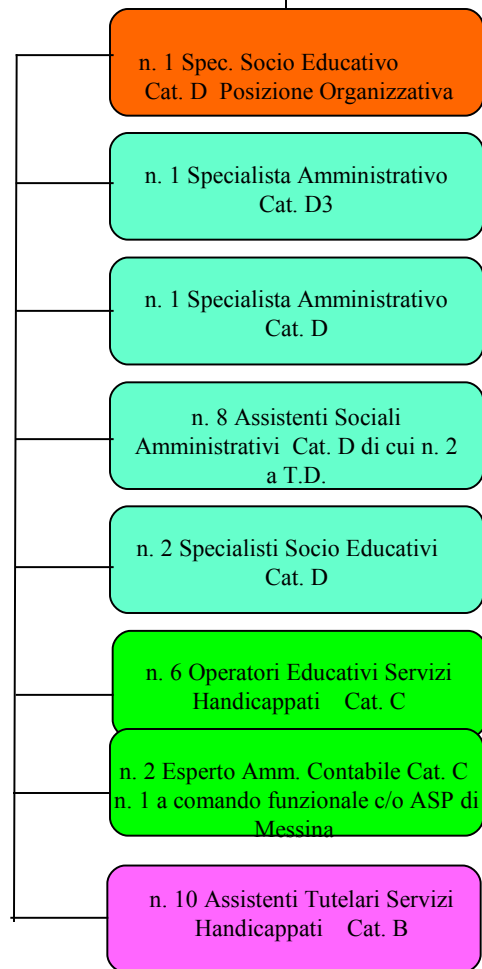 n. 1 Spec. Socio Educativo
Cat. D Posizione Organizzativa
n. 1 Specialista Amministrativo
Cat. D3
n. 1 Specialista Amministrativo
Cat. D
n. 8 Assistenti Sociali
Amministrativi Cat. D di cui n. 2
a T.D.
n. 2 Specialisti Socio Educativi
Cat. D
n. 6 Operatori Educativi Servizi
Handicappati Cat. C
n. 2 Esperto Amm. Contabile Cat. C
n. 1 a comando funzionale c/o ASP di
Messina
n. 10 Assistenti Tutelari Servizi
Handicappati Cat. B